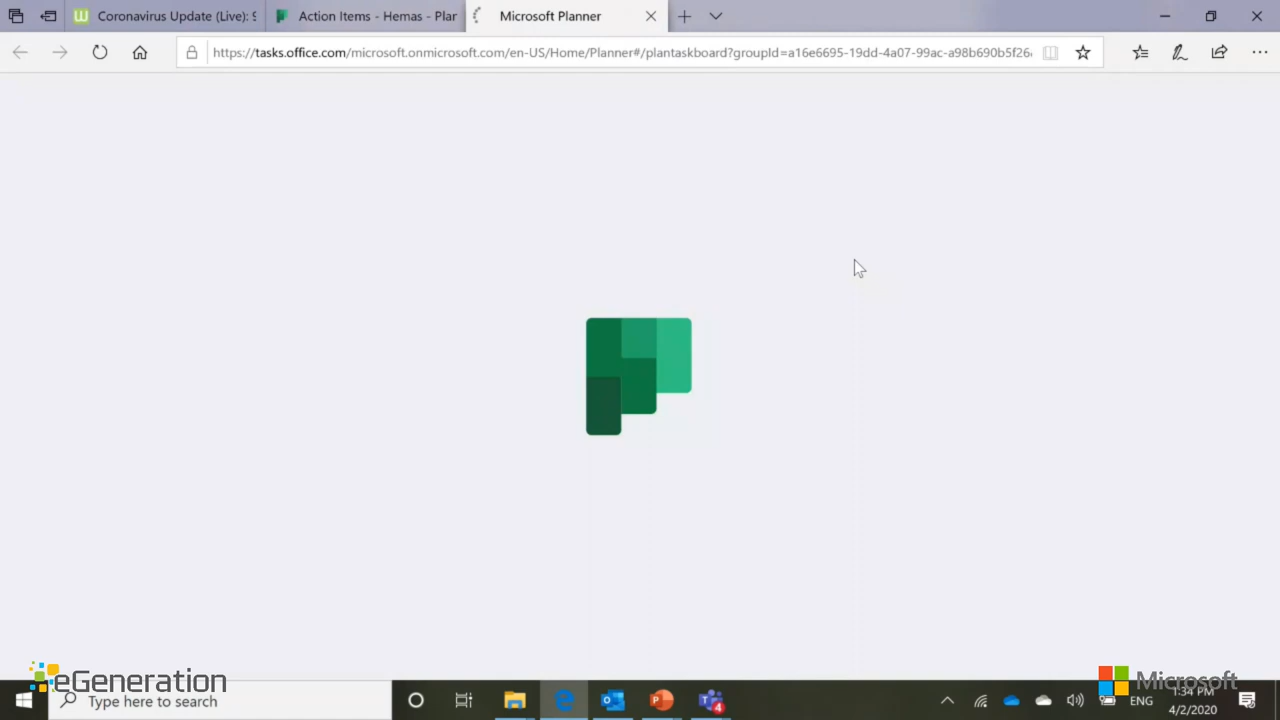 Coronavirus Update (Live): 9
Action Items - Hemas - Plar
Microsoft Planner
https://tasks.office.com/microsoft.onmicrosoft.com/en-US/Home/Planner#/plantaskboard?groupId=a16e6695-19dd-4a07-99ac-a98b690b5f26
eGeneration
Microsoft
Type here to search
4
ENG
1:34 PM
4/2/2020